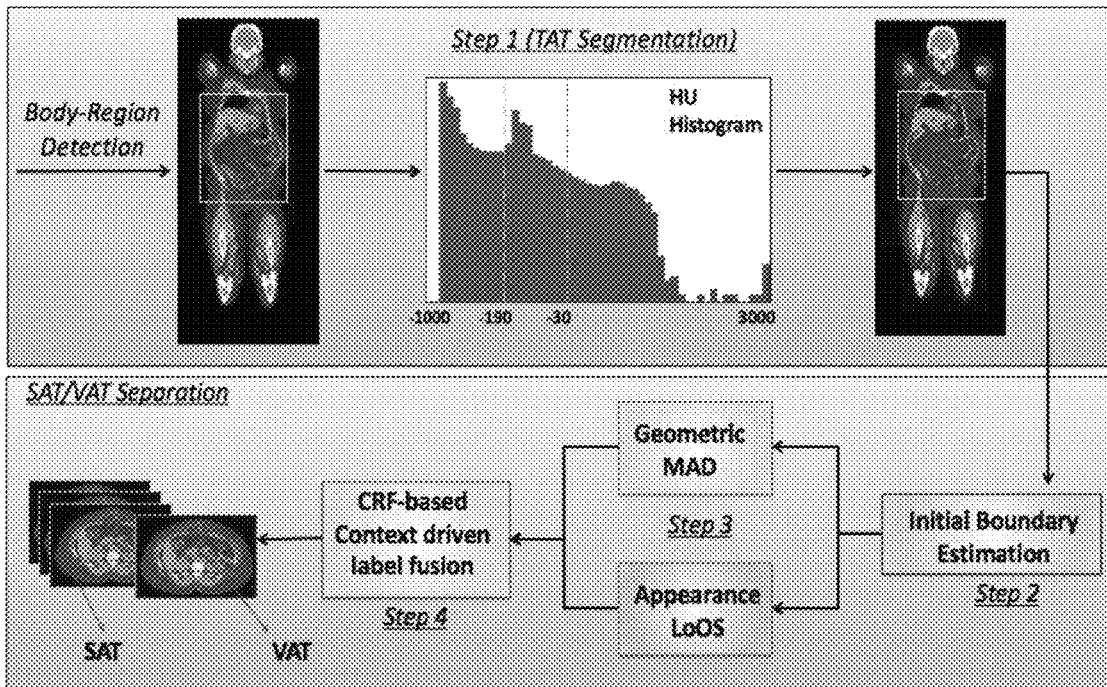 Step 1 (TAT Segmentation)
Body-Region
Detection
HU
Histogram
-1000
-190
-30
3000
SAT/VAT Separation
Geometric
MAD
Step 3
Appearance
LoOS
Initial Boundary
Estimation
Step 2
CRF-based
Context driven
label fusion
Step 4
SAT
VAT